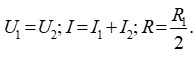 U₁=U₂; I=I₁+I₂; R=R₁/2.